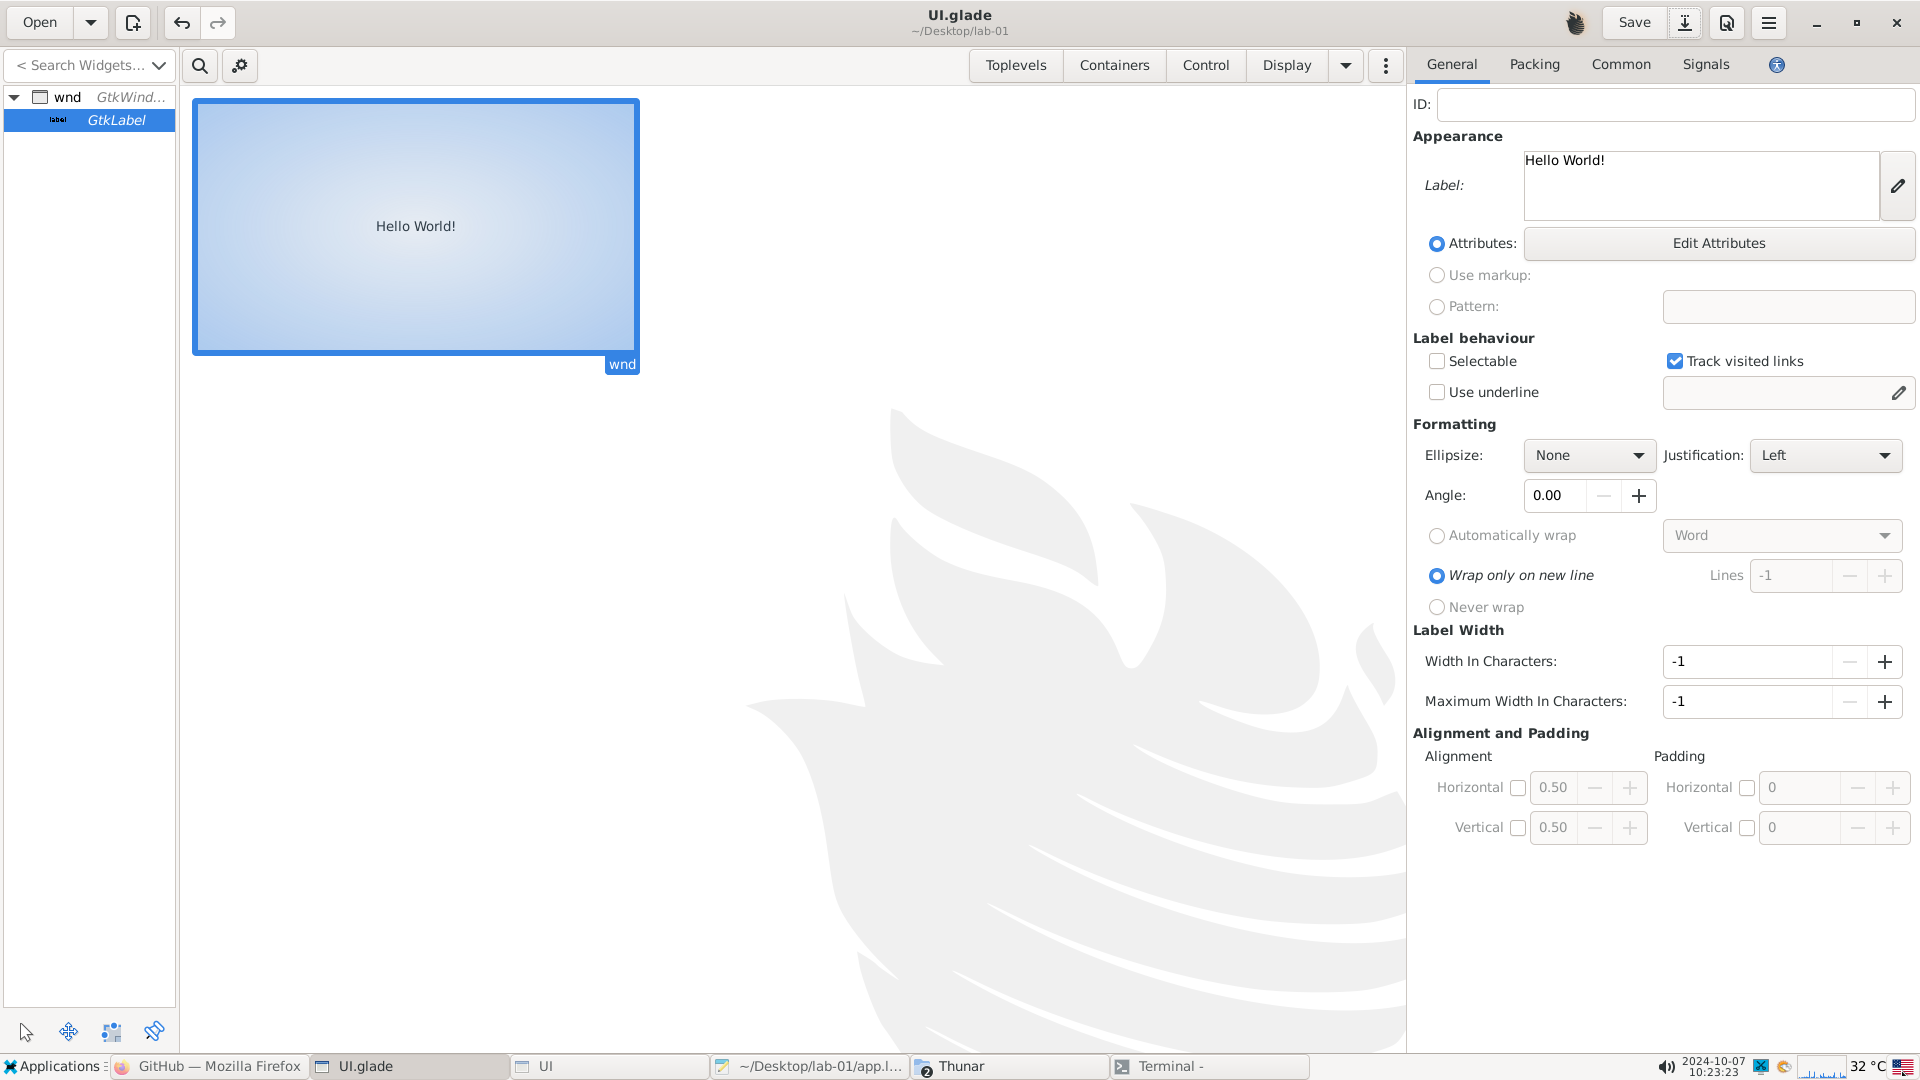 Open
UI.glade
~/Desktop/lab-01
Save
< Search Widgets...
Toplevels
Containers
Control
Display
General
Packing
Common
Signals
wnd GtkWind...
label GtkLabel
Hello World!
wnd
ID:
Appearance
Label:
Hello World!
Attributes:
Edit Attributes
Use markup:
Pattern:
Label behaviour
Selectable
Track visited links
Use underline
Formatting
Ellipsize: None Justification: Left
Angle: 0.00
Automatically wrap Word
Wrap only on new line Lines -1
Never wrap
Label Width
Width In Characters: -1
Maximum Width In Characters: -1
Alignment and Padding
Alignment Padding
Horizontal 0.50 Horizontal 0
Vertical 0.50 Vertical 0
Applications
GitHub — Mozilla Firefox
UI.glade
UI
~/Desktop/lab-01/app.l...
2 Thunar
Terminal -
2024-10-07
10:23:23
32 °C